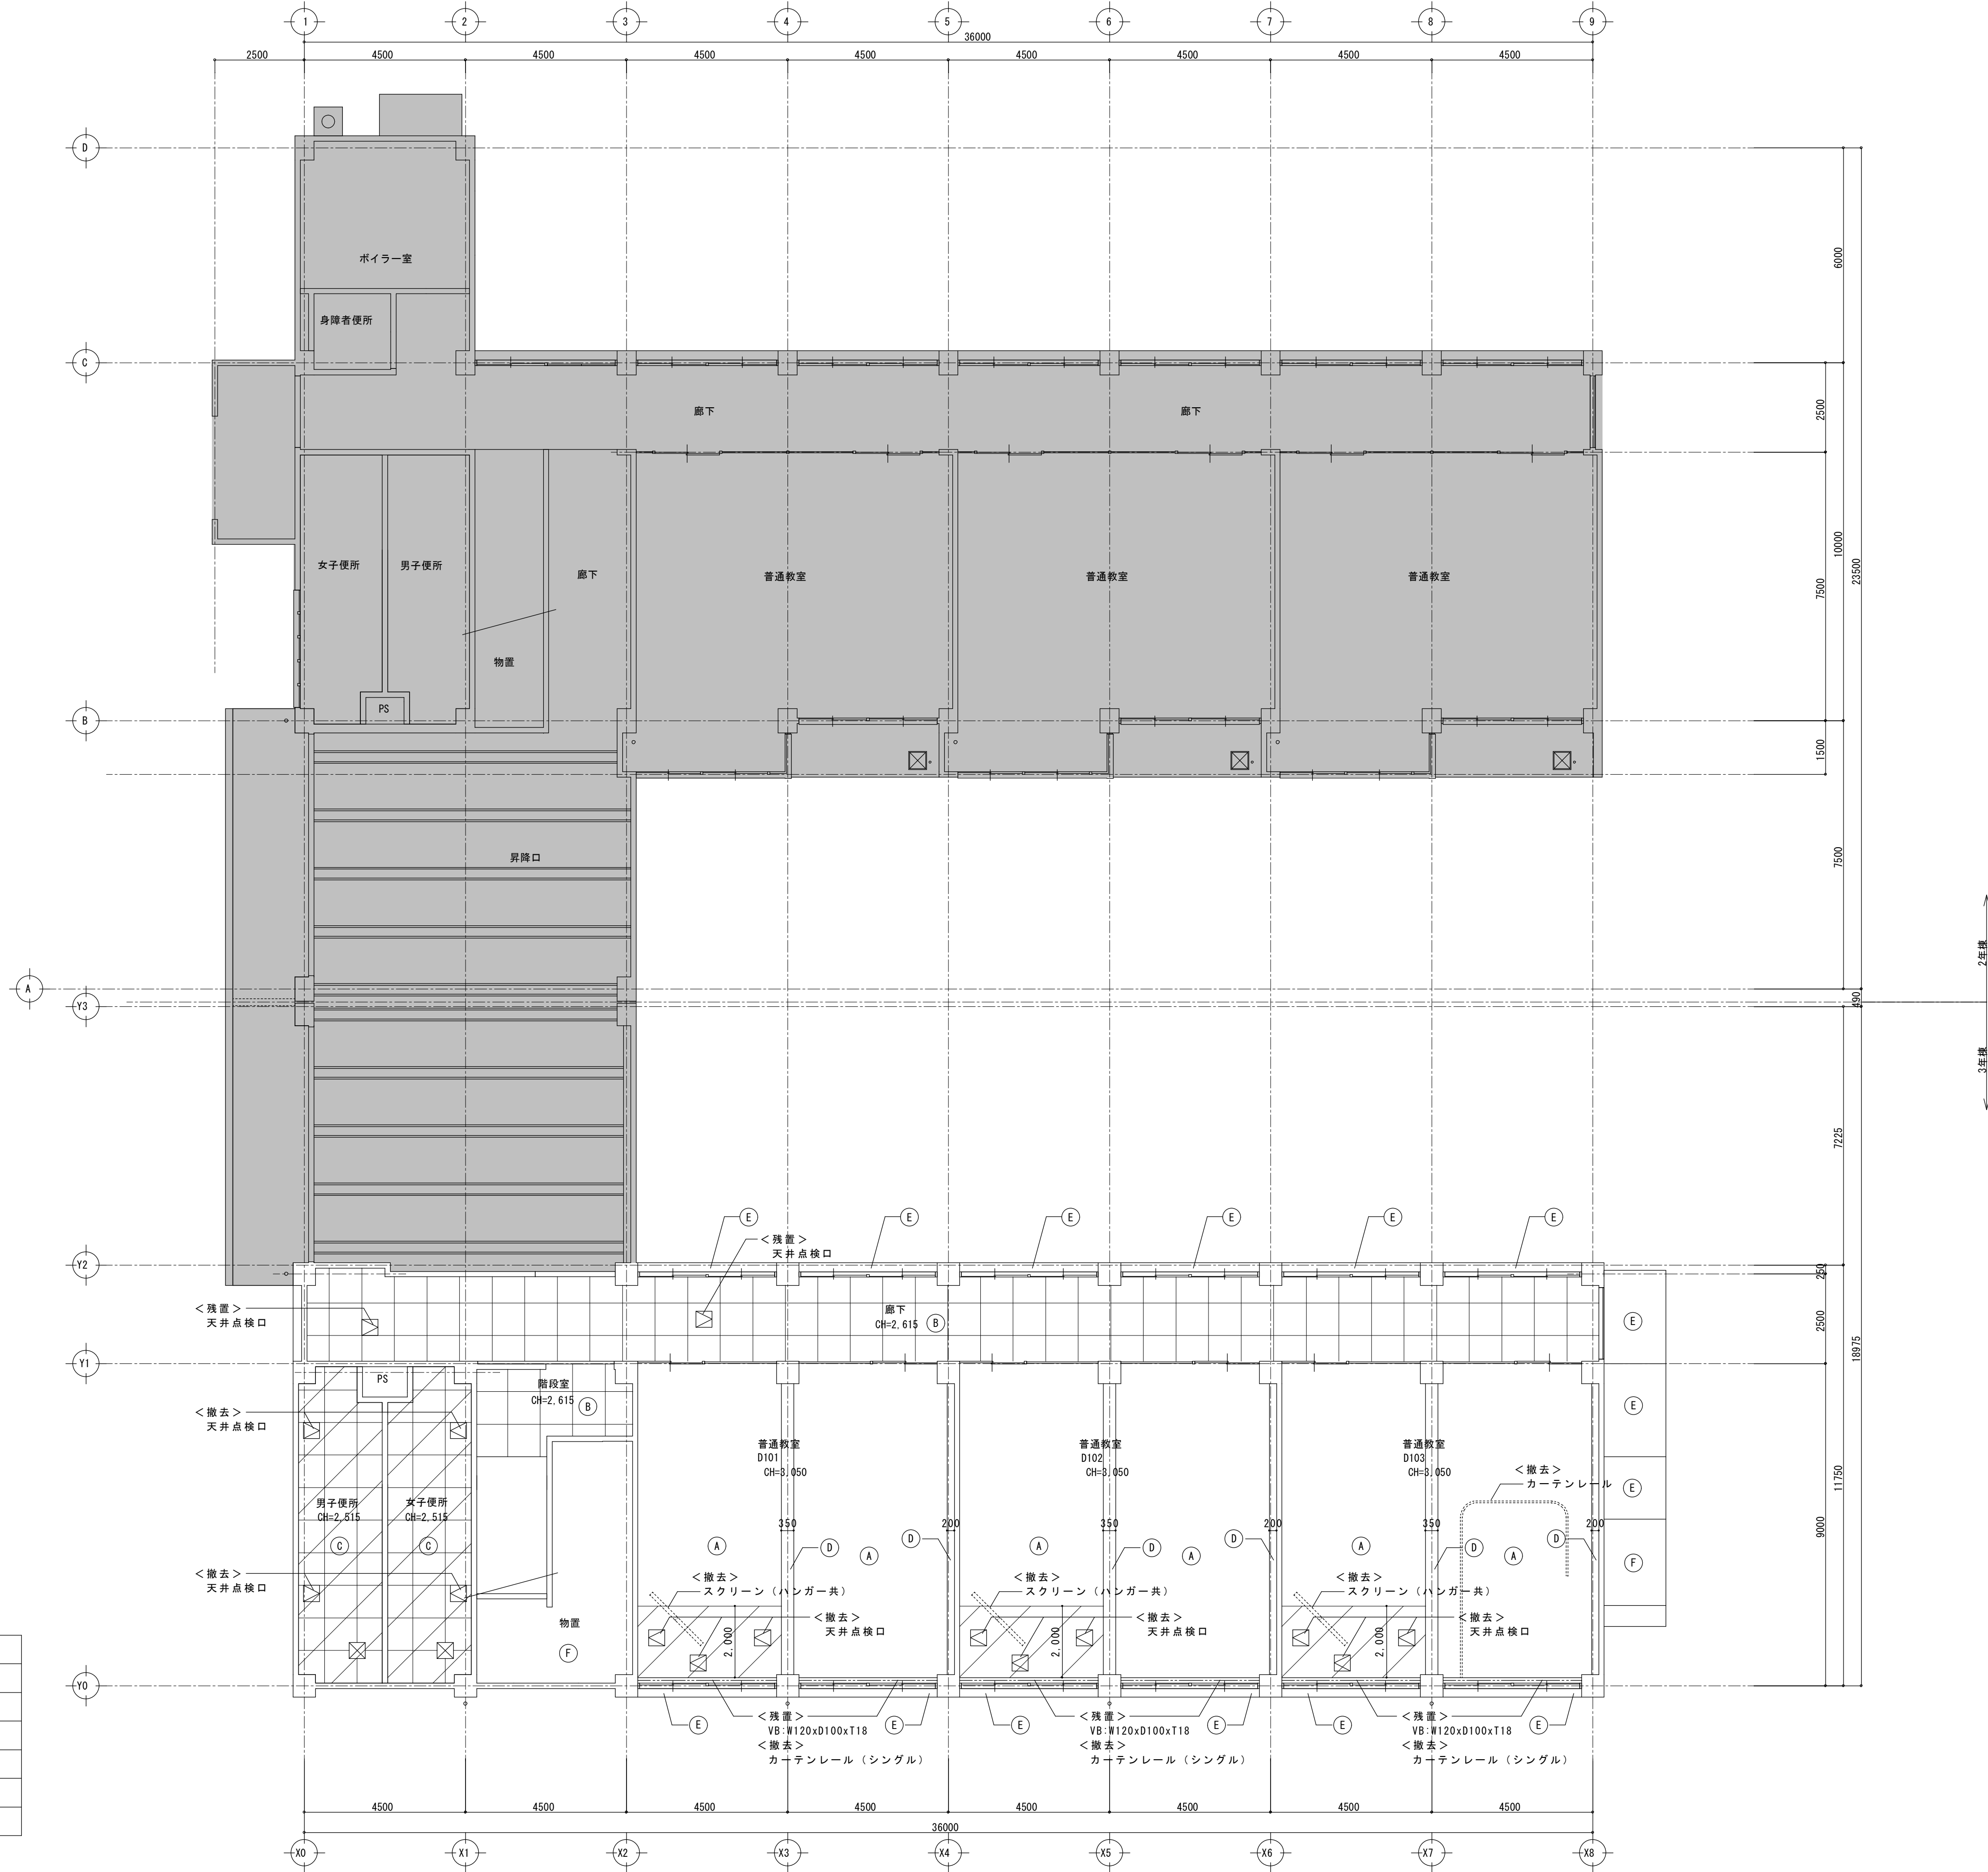 1 2 3 4 5 6 7 8 9
36000
2500 4500 4500 4500 4500 4500 4500 4500 4500
D
ボイラー室
6000
身障者便所
C
廊下 廊下
2500
女子便所 男子便所 廊下 普通教室 普通教室 普通教室
10000
7500
23500
物置
PS
B
1500
昇降口
7500
2年棟
A
490
Y3
3年棟
7225
E E E E E E
＜残置＞
天井点検口
Y2
250
＜残置＞
天井点検口
廊下
CH=2,615 B
E
2500
18975
Y1
PS
階段室
CH=2,615 B
E
＜撤去＞
天井点検口
普通教室
D101
CH=3,050
普通教室
D102
CH=3,050
普通教室
D103
CH=3,050
＜撤去＞
カーテンレール
11750
E
男子便所
CH=2,515
女子便所
CH=2,515
350 200 350 200 350 200
9000
C C
A D A D A D A D A D A D
F
＜撤去＞
天井点検口
＜撤去＞
スクリーン（ハンガー共）
＜撤去＞
スクリーン（ハンガー共）
＜撤去＞
スクリーン（ハンガー共）
＜撤去＞
天井点検口
＜撤去＞
天井点検口
＜撤去＞
天井点検口
2,000 2,000 2,000
物置
F
Y0
E E E E E E
＜残置＞
VB:W120xD100xT18
＜撤去＞
カーテンレール（シングル）
＜残置＞
VB:W120xD100xT18
＜撤去＞
カーテンレール（シングル）
＜残置＞
VB:W120xD100xT18
＜撤去＞
カーテンレール（シングル）
4500 4500 4500 4500 4500 4500 4500 4500
36000
X0 X1 X2 X3 X4 X5 X6 X7 X8